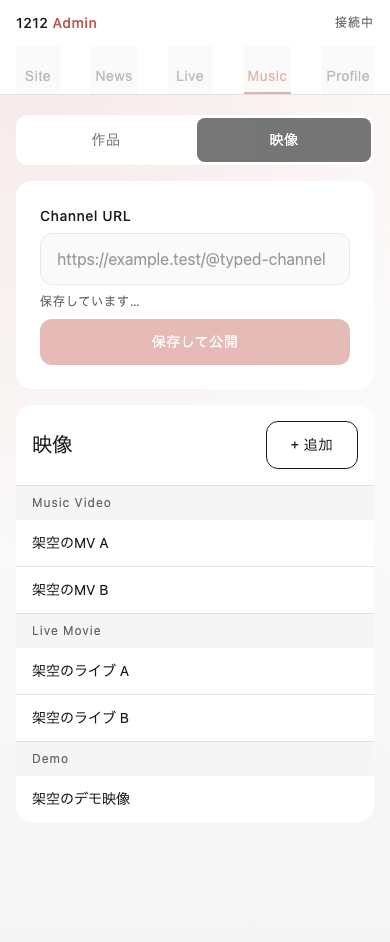 1212 Admin
接続中
Site
News
Live
Music
Profile
作品
映像
Channel URL
https://example.test/@typed-channel
保存しています…
保存して公開
映像
+ 追加
Music Video
架空のMV A
架空のMV B
Live Movie
架空のライブ A
架空のライブ B
Demo
架空のデモ映像